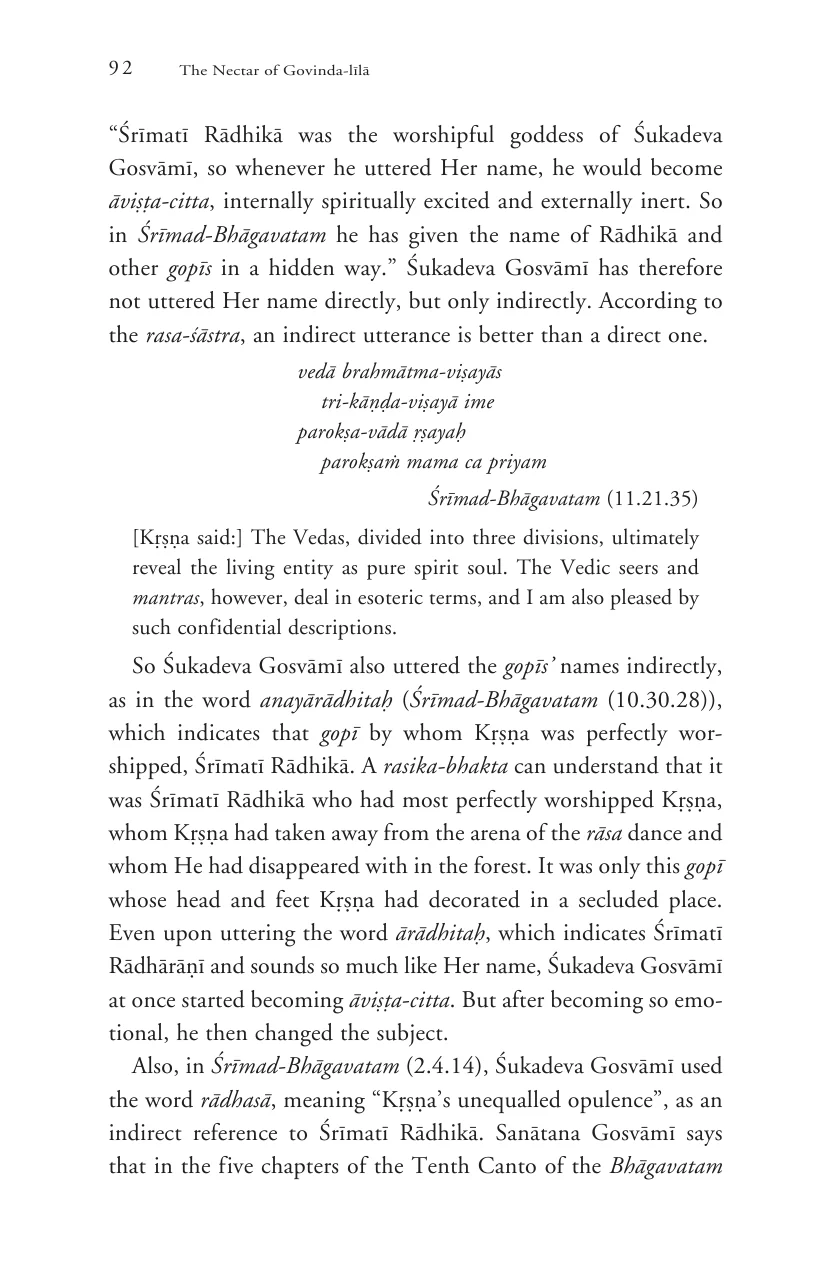 92 The Nectar of Govinda-līlā
“Śrīmatī Rādhikā was the worshipful goddess of Śukadeva
Gosvāmī, so whenever he uttered Her name, he would become
āviṣṭa-citta, internally spiritually excited and externally inert. So
in Śrīmad-Bhāgavatam he has given the name of Rādhikā and
other gopīs in a hidden way.” Śukadeva Gosvāmī has therefore
not uttered Her name directly, but only indirectly. According to
the rasa-śāstra, an indirect utterance is better than a direct one.
vedā brahmātma-viṣayās
tri-kāṇḍa-viṣayā ime
parokṣa-vādā ṛṣayaḥ
parokṣaṁ mama ca priyam
Śrīmad-Bhāgavatam (11.21.35)
[Kṛṣṇa said:] The Vedas, divided into three divisions, ultimately
reveal the living entity as pure spirit soul. The Vedic seers and
mantras, however, deal in esoteric terms, and I am also pleased by
such confidential descriptions.
So Śukadeva Gosvāmī also uttered the gopīs’ names indirectly,
as in the word anayārādhitaḥ (Śrīmad-Bhāgavatam (10.30.28)),
which indicates that gopī by whom Kṛṣṇa was perfectly wor-
shipped, Śrīmatī Rādhikā. A rasika-bhakta can understand that it
was Śrīmatī Rādhikā who had most perfectly worshipped Kṛṣṇa,
whom Kṛṣṇa had taken away from the arena of the rāsa dance and
whom He had disappeared with in the forest. It was only this gopī
whose head and feet Kṛṣṇa had decorated in a secluded place.
Even upon uttering the word ārādhitaḥ, which indicates Śrīmatī
Rādhārāṇī and sounds so much like Her name, Śukadeva Gosvāmī
at once started becoming āviṣṭa-citta. But after becoming so emo-
tional, he then changed the subject.
Also, in Śrīmad-Bhāgavatam (2.4.14), Śukadeva Gosvāmī used
the word rādhasā, meaning “Kṛṣṇa’s unequalled opulence”, as an
indirect reference to Śrīmatī Rādhikā. Sanātana Gosvāmī says
that in the five chapters of the Tenth Canto of the Bhāgavatam